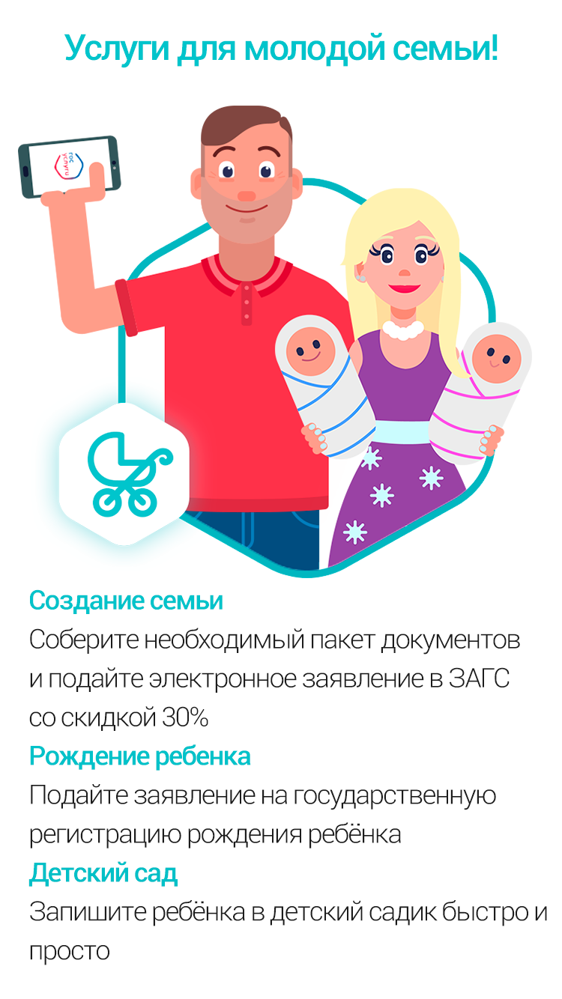 Услуги для молодой семьи!
гос
услуги
Создание семьи
Соберите необходимый пакет документов
и подайте электронное заявление в ЗАГС
со скидкой 30%
Рождение ребенка
Подайте заявление на государственную
регистрацию рождения ребёнка
Детский сад
Запишите ребёнка в детский садик быстро и
просто